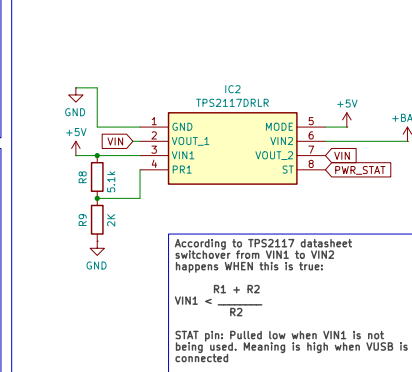 IC2
TPS2117DRLR
GND
+5V
VIN
1 GND
2 VOUT_1
3 VIN1
4 PR1
MODE 5
VIN2 6
VOUT_2 7
ST 8
+5V
+BA
VIN
PWR_STAT
R8
5.1k
R9
2K
GND
According to TPS2117 datasheet
switchover from VIN1 to VIN2
happens WHEN this is true:
R1 + R2
VIN1 < _______
R2
STAT pin: Pulled low when VIN1 is not
being used. Meaning is high when VUSB is
connected